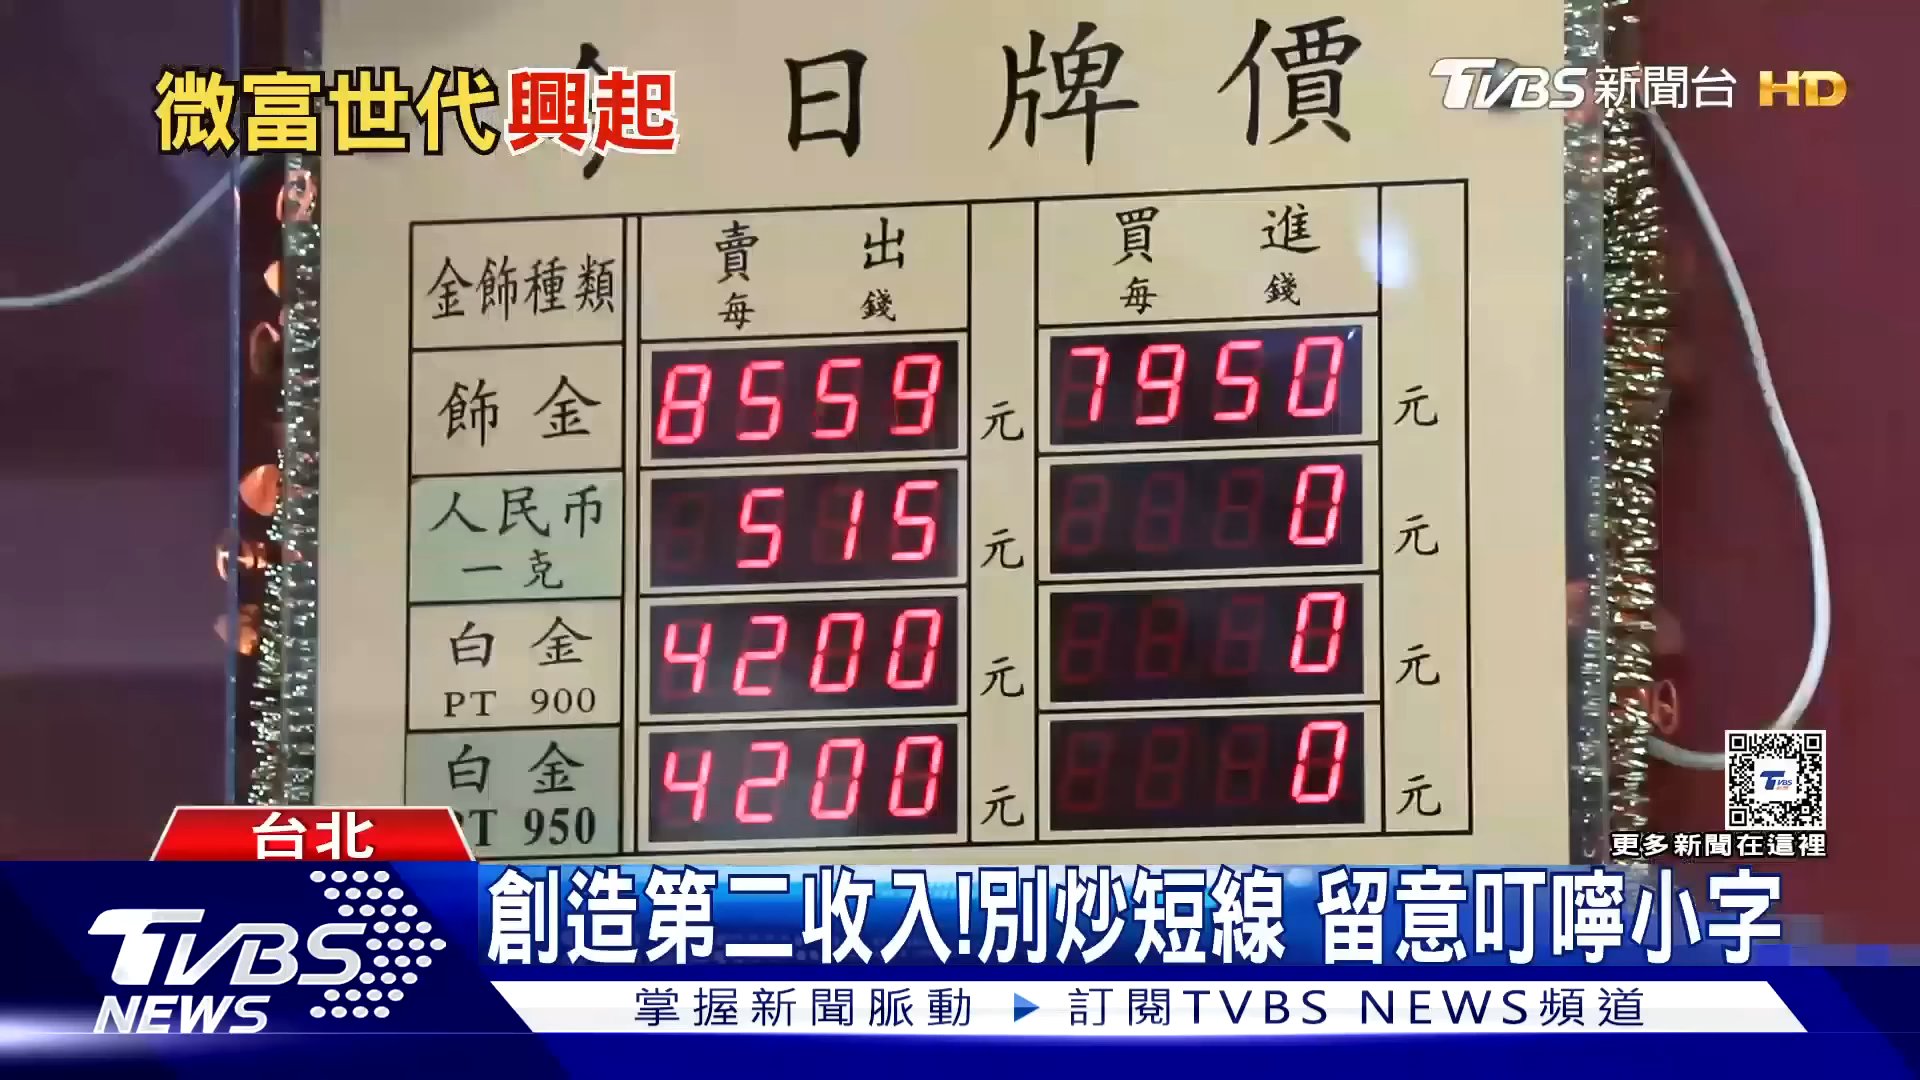 微富世代興起
今日牌價
TVBS新聞台 HD
金飾種類 賣出 每錢 買進 每錢
飾金 8559 元 7950 元
人民币 一克 515 元 0 元
白金 PT 900 4200 元 0 元
白金 PT 950 4200 元 0 元
更多新聞在這裡
台北
創造第二收入!別炒短線 留意叮嚀小字
TVBS NEWS
掌握新聞脈動 ▶ 訂閱TVBS NEWS頻道